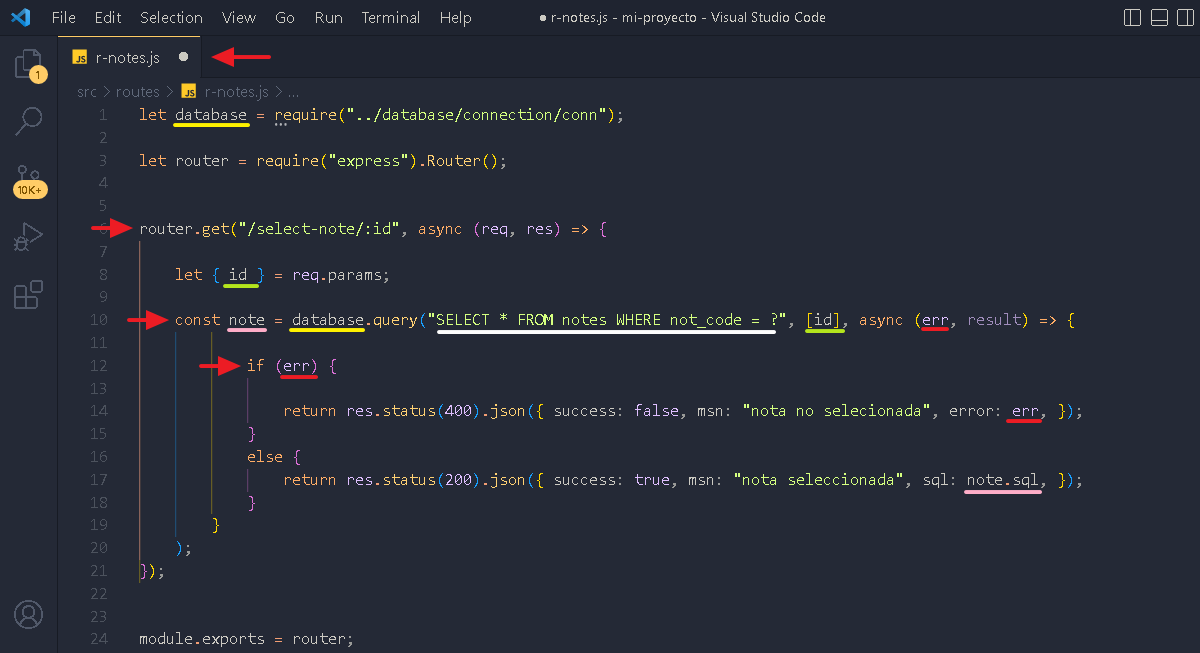 File Edit Selection View Go Run Terminal Help ● r-notes.js - mi-proyecto - Visual Studio Code
JS r-notes.js ●
1
src > routes > JS r-notes.js > ...
1 let database = require("../database/connection/conn");
2
3 let router = require("express").Router();
4
5
10K+
6 router.get("/select-note/:id", async (req, res) => {
7
8 let { id } = req.params;
9
10 const note = database.query("SELECT * FROM notes WHERE not_code = ?", [id], async (err, result) => {
11
12 if (err) {
13
14 return res.status(400).json({ success: false, msn: "nota no selecionada", error: err, });
15 }
16 else {
17 return res.status(200).json({ success: true, msn: "nota seleccionada", sql: note.sql, });
18 }
19 }
20 );
21 });
22
23
24 module.exports = router;